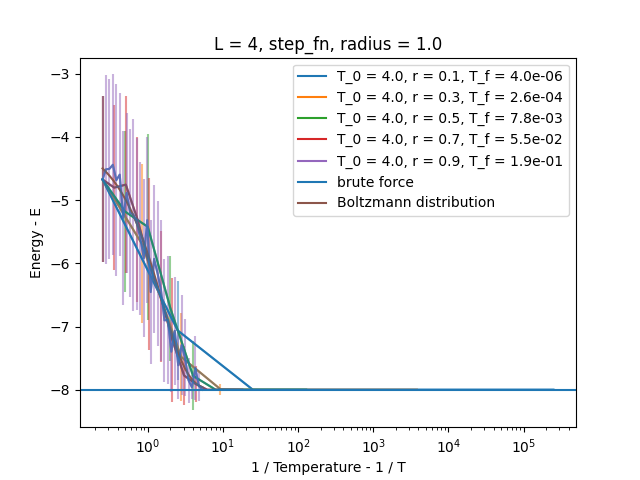 L = 4, step_fn, radius = 1.0
T_0 = 4.0, r = 0.1, T_f = 4.0e-06
T_0 = 4.0, r = 0.3, T_f = 2.6e-04
T_0 = 4.0, r = 0.5, T_f = 7.8e-03
T_0 = 4.0, r = 0.7, T_f = 5.5e-02
T_0 = 4.0, r = 0.9, T_f = 1.9e-01
brute force
Boltzmann distribution
Energy - E
−3
−4
−5
−6
−7
−8
10⁰ 10¹ 10² 10³ 10⁴ 10⁵
1 / Temperature - 1 / T